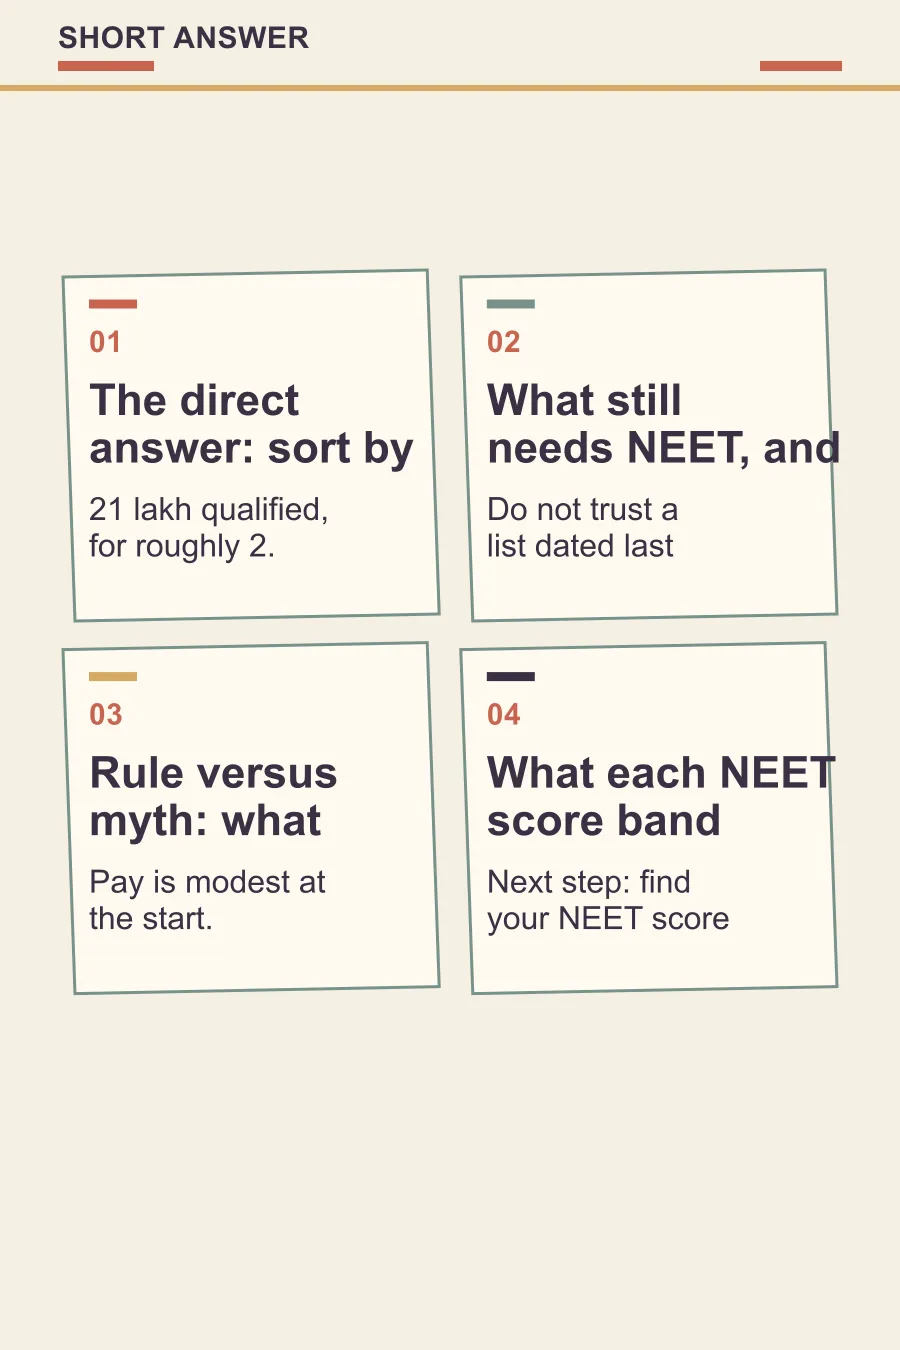 SHORT ANSWER
01
The direct
answer: sort by
21 lakh qualified,
for roughly 2.
02
What still
needs NEET, and
Do not trust a
list dated last
03
Rule versus
myth: what
Pay is modest at
the start.
04
What each NEET
score band
Next step: find
your NEET score